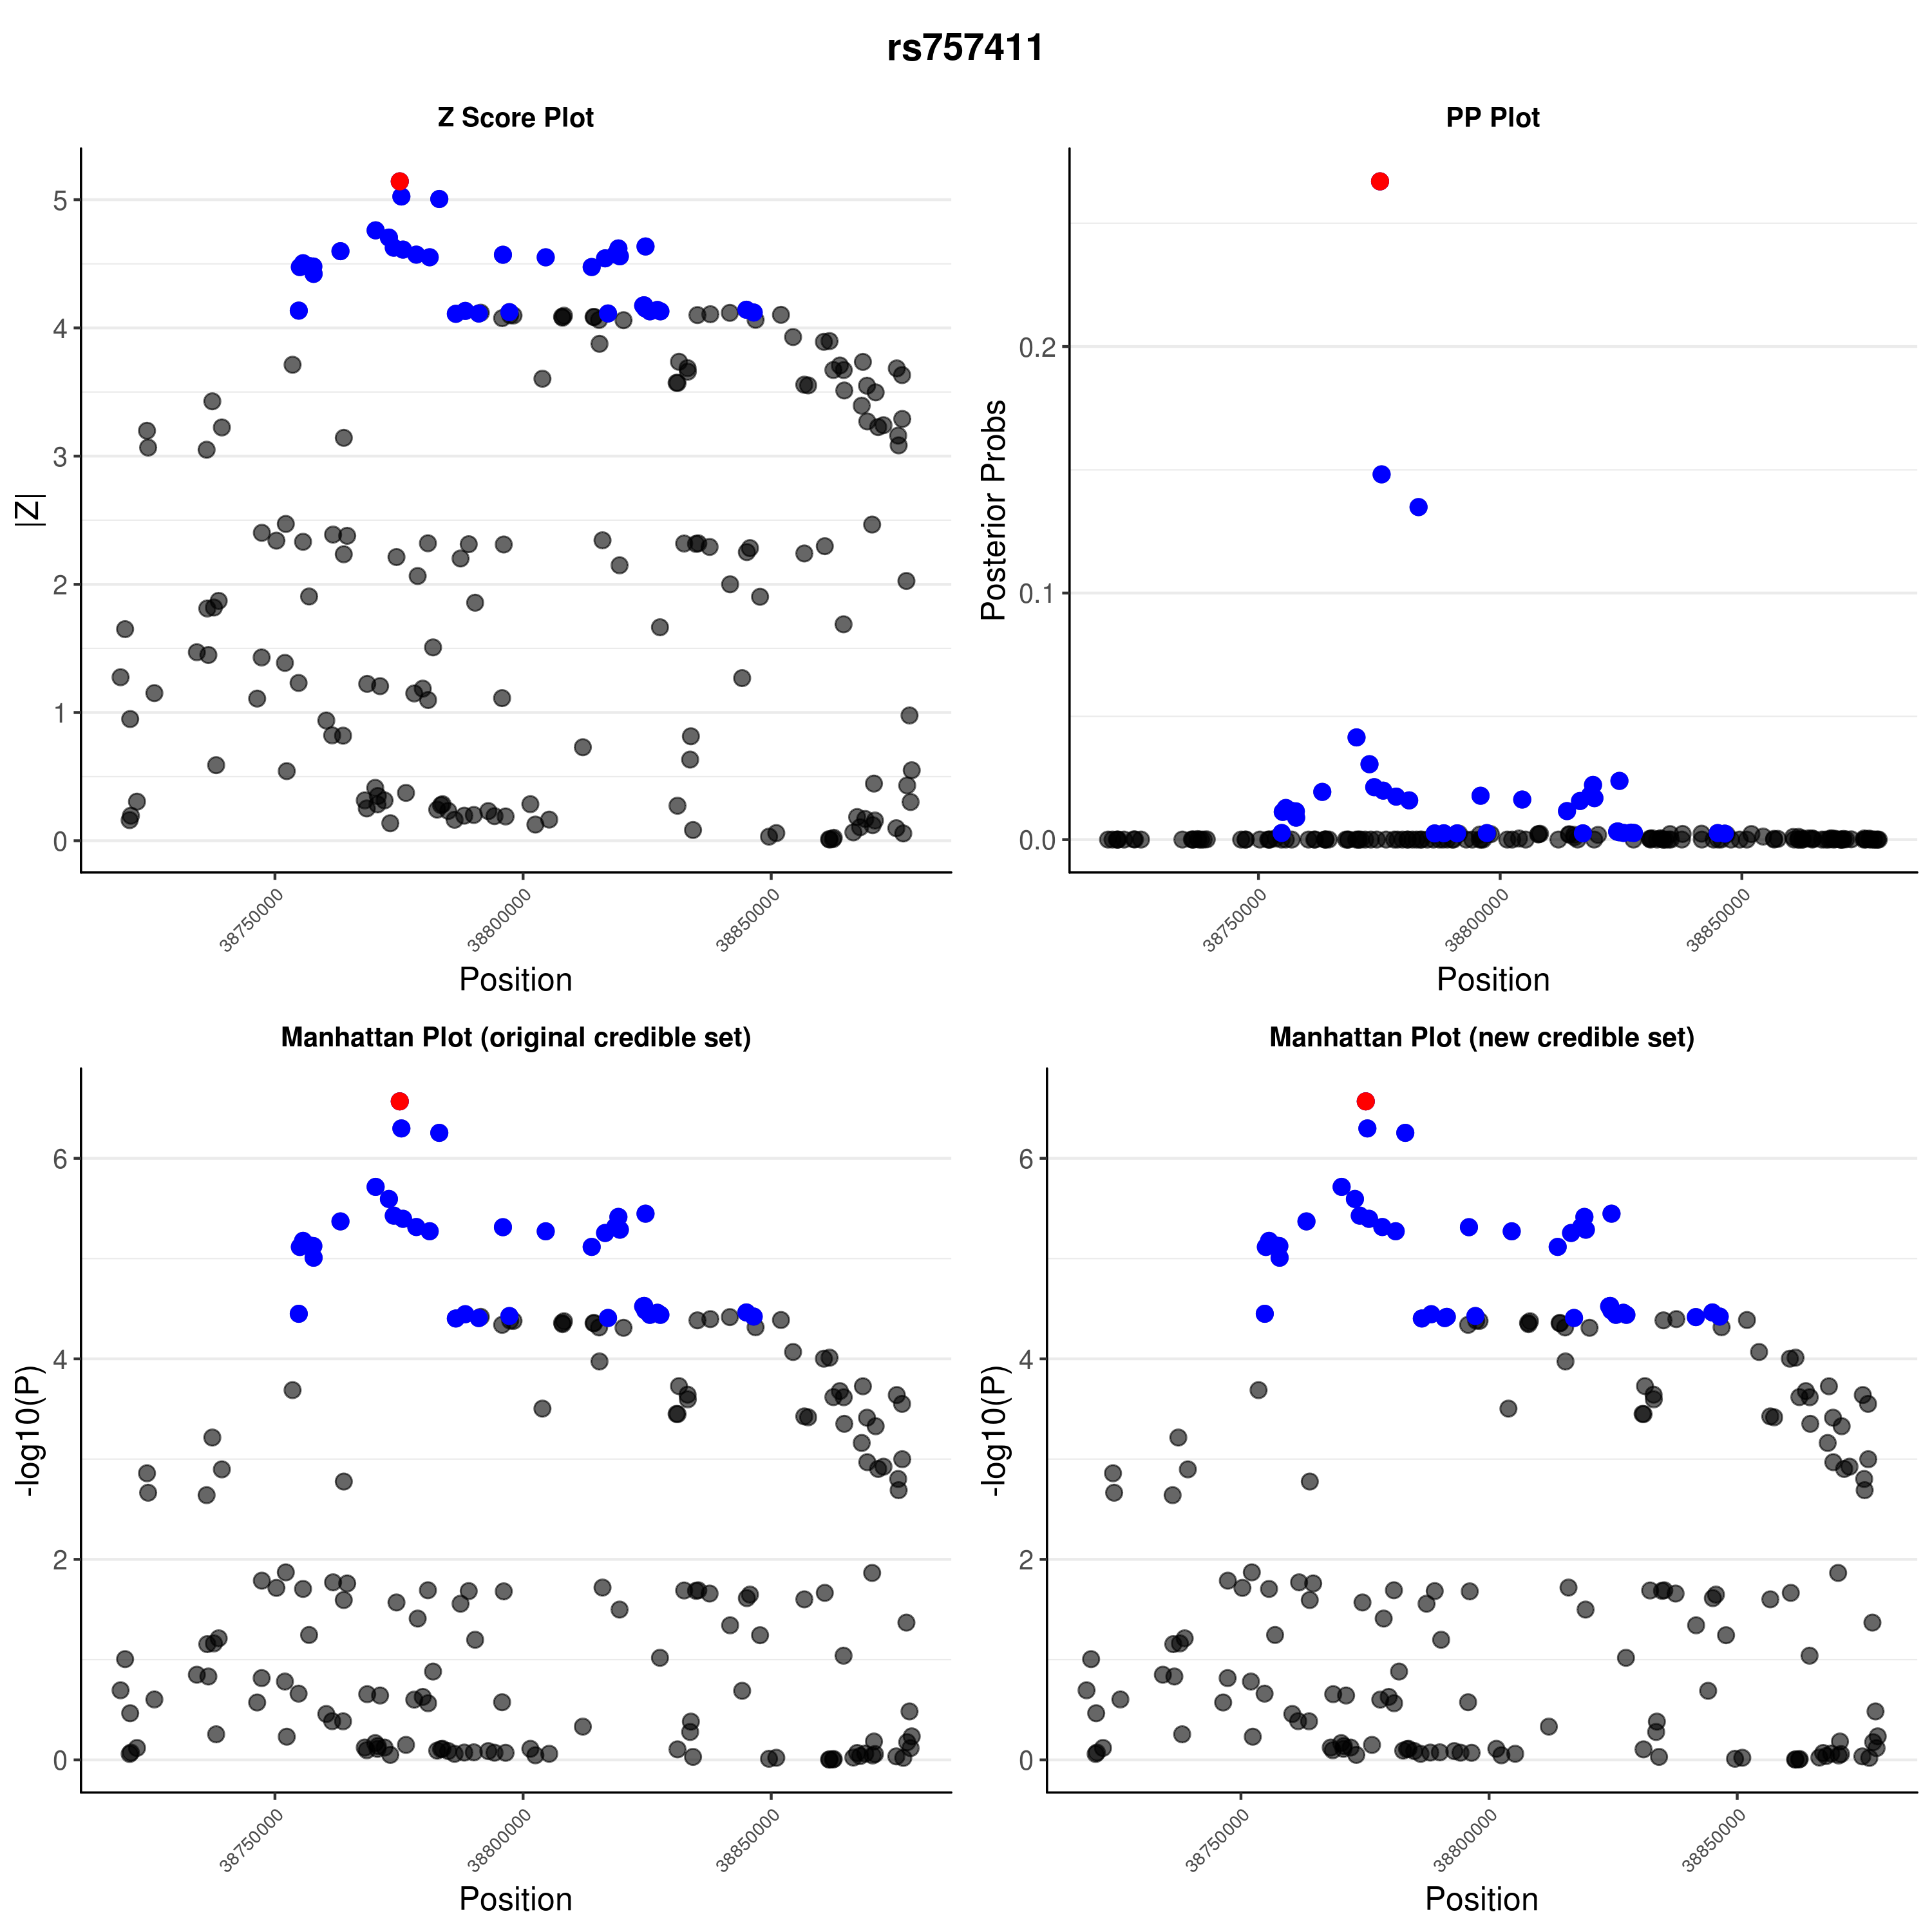 rs757411
Z Score Plot
|Z|
5
4
3
2
1
0
38750000
38800000
38850000
Position
PP Plot
Posterior Probs
0.2
0.1
0.0
38750000
38800000
38850000
Position
Manhattan Plot (original credible set)
-log10(P)
6
4
2
0
38750000
38800000
38850000
Position
Manhattan Plot (new credible set)
-log10(P)
6
4
2
0
38750000
38800000
38850000
Position